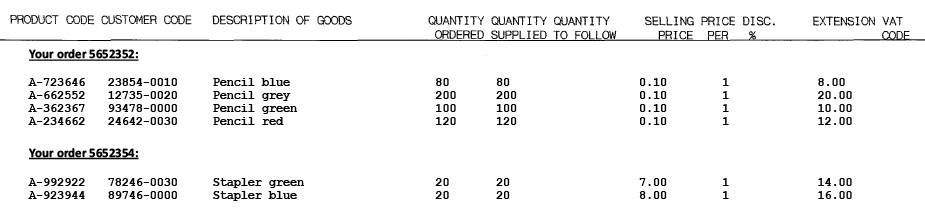 PRODUCT CODE CUSTOMER CODE DESCRIPTION OF GOODS QUANTITY QUANTITY QUANTITY SELLING PRICE DISC. EXTENSION VAT
ORDERED SUPPLIED TO FOLLOW PRICE PER % CODE
Your order 5652352:
A-723646 23854-0010 Pencil blue 80 80 0.10 1 8.00
A-662552 12735-0020 Pencil grey 200 200 0.10 1 20.00
A-362367 93478-0000 Pencil green 100 100 0.10 1 10.00
A-234662 24642-0030 Pencil red 120 120 0.10 1 12.00
Your order 5652354:
A-992922 78246-0030 Stapler green 20 20 7.00 1 14.00
A-923944 89746-0000 Stapler blue 20 20 8.00 1 16.00